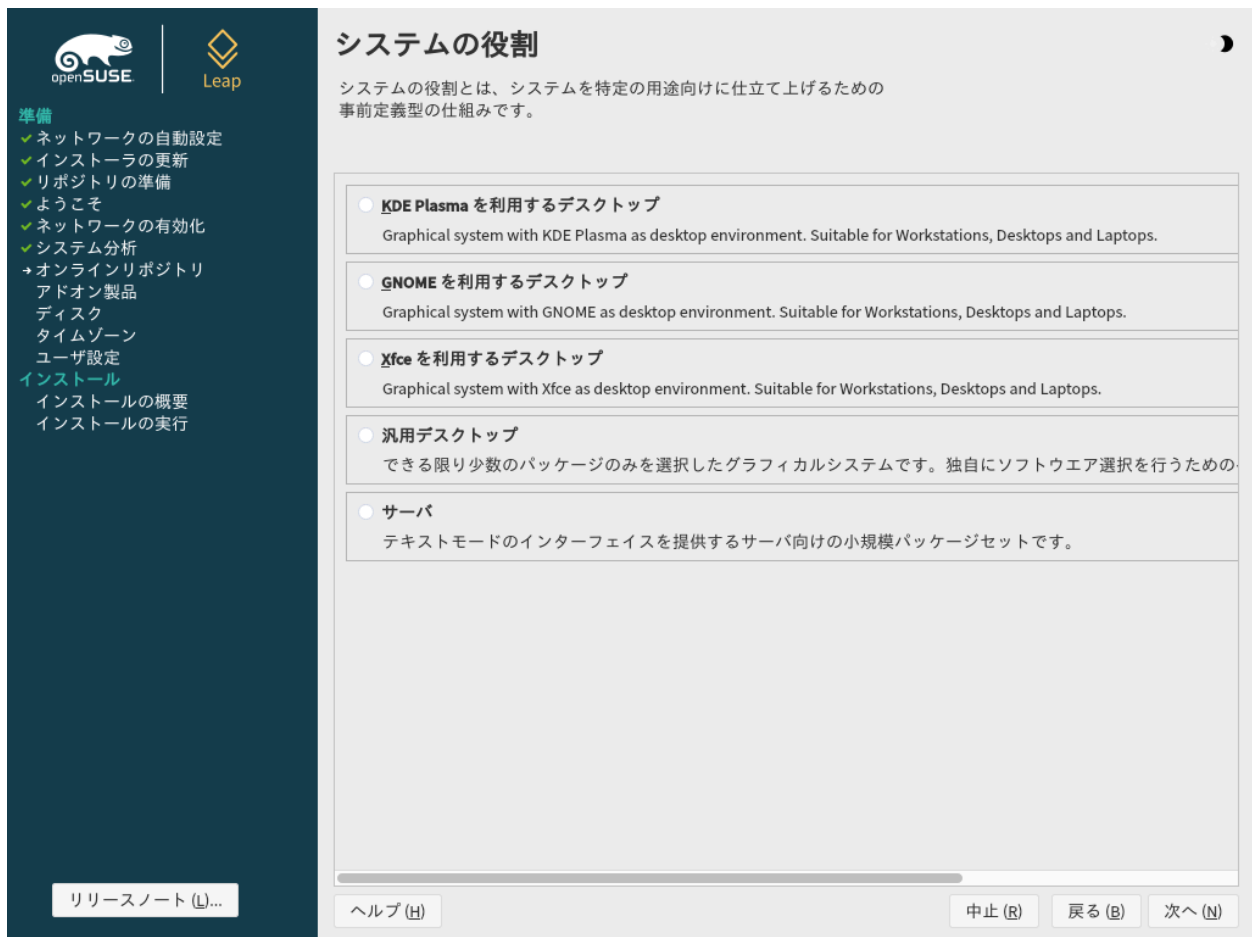 openSUSE
Leap
準備
ネットワークの自動設定
インストーラの更新
リポジトリの準備
ようこそ
ネットワークの有効化
システム分析
オンラインリポジトリ
アドオン製品
ディスク
タイムゾーン
ユーザ設定
インストール
インストールの概要
インストールの実行
リリースノート (L)...
システムの役割
システムの役割とは、システムを特定の用途向けに仕立て上げるための
事前定義型の仕組みです。
KDE Plasma を利用するデスクトップ
Graphical system with KDE Plasma as desktop environment. Suitable for Workstations, Desktops and Laptops.
GNOME を利用するデスクトップ
Graphical system with GNOME as desktop environment. Suitable for Workstations, Desktops and Laptops.
Xfce を利用するデスクトップ
Graphical system with Xfce as desktop environment. Suitable for Workstations, Desktops and Laptops.
汎用デスクトップ
できる限り少数のパッケージのみを選択したグラフィカルシステムです。独自にソフトウエア選択を行うための
サーバ
テキストモードのインターフェイスを提供するサーバ向けの小規模パッケージセットです。
ヘルプ (H)
中止 (R)
戻る (B)
次へ (N)